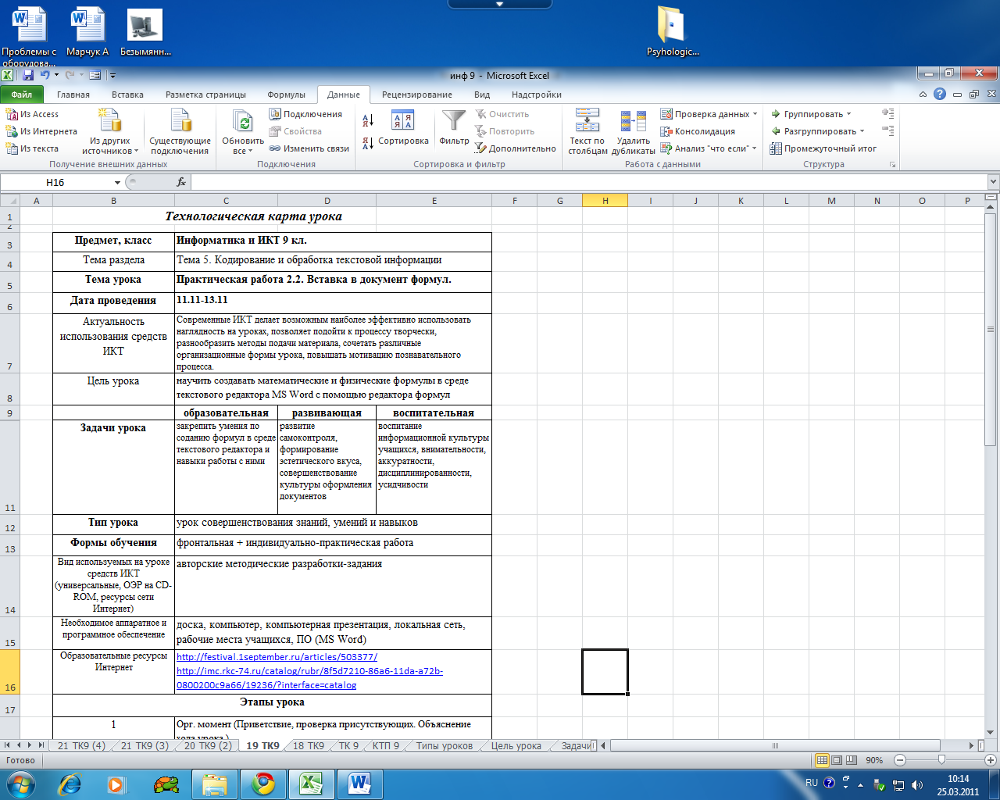 Проблемы с
оборудова...
Марчук А
Безымянн...
Psyhologic...
инф 9 - Microsoft Excel
Файл
Главная
Вставка
Разметка страницы
Формулы
Данные
Рецензирование
Вид
Надстройки
Из Access
Из Интернета
Из текста
Из других
источников
Существующие
подключения
Обновить
все
Подключения
Свойства
Изменить связи
Сортировка
Фильтр
Очистить
Повторить
Дополнительно
Текст по
столбцам
Удалить
дубликаты
Проверка данных
Консолидация
Анализ "что если"
Группировать
Разгруппировать
Промежуточный итог
Получение внешних данных
Подключения
Сортировка и фильтр
Работа с данными
Структура
H16
fx
A B C D E F G H I J K L M N O P
1 Технологическая карта урока
2
3 Предмет, класс Информатика и ИКТ 9 кл.
4 Тема раздела Тема 5. Кодирование и обработка текстовой информации
5 Тема урока Практическая работа 2.2. Вставка в документ формул.
6 Дата проведения 11.11-13.11
Актуальность
использования средств
ИКТ
Современные ИКТ делает возможным наиболее эффективно использовать
наглядность на уроках, позволяет подойти к процессу творчески,
разнообразить методы подачи материала, сочетать различные
организационные формы урока, повышать мотивацию познавательного
процесса.
7
Цель урока
научить создавать математические и физические формулы в среде
текстового редактора MS Word с помощью редактора формул
8
9 образовательная развивающая воспитательная
Задачи урока
закрепить умения по
соданию формул в среде
текстового редактора и
навыки работы с ними
развитие
самоконтроля,
формирование
эстетического вкуса,
совершенствование
культуры оформления
документов
воспитание
информационной культуры
учащихся, внимательности,
аккуратности,
дисциплинированности,
усидчивости
11
12 Тип урока урок совершенствования знаний, умений и навыков
13 Формы обучения фронтальная + индивидуально-практическая работа
Вид используемых на уроке
средств ИКТ
(универсальные, ОЭР на CD-
ROM, ресурсы сети
Интернет)
авторские методические разработки-задания
14
Необходимое аппаратное и
программное обеспечение
доска, компьютер, компьютерная презентация, локальная сеть,
рабочие места учащихся, ПО (MS Word)
15
Образовательные ресурсы
Интернет
http://festival.1september.ru/articles/503377/
http://imc.rkc-74.ru/catalog/rubr/8f5d7210-86a6-11da-a72b-
0800200c9a66/19236/?interface=catalog
16
17 Этапы урока
1 Орг. момент (Приветствие, проверка присутствующих. Объяснение
хода урока.)
21 ТК9 (4) 21 ТК9 (3) 20 ТК9 (2) 19 ТК9 18 ТК9 ТК 9 КТП 9 Типы уроков Цель урока Задачи
Готово
90%
RU
10:14
25.03.2011